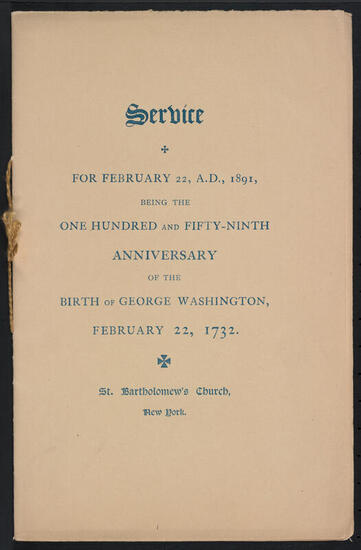 Service
FOR FEBRUARY 22, A.D., 1891,
BEING THE
ONE HUNDRED AND FIFTY-NINTH
ANNIVERSARY
OF THE
BIRTH OF GEORGE WASHINGTON,
FEBRUARY 22, 1732.
St. Bartholomew's Church,
New York.